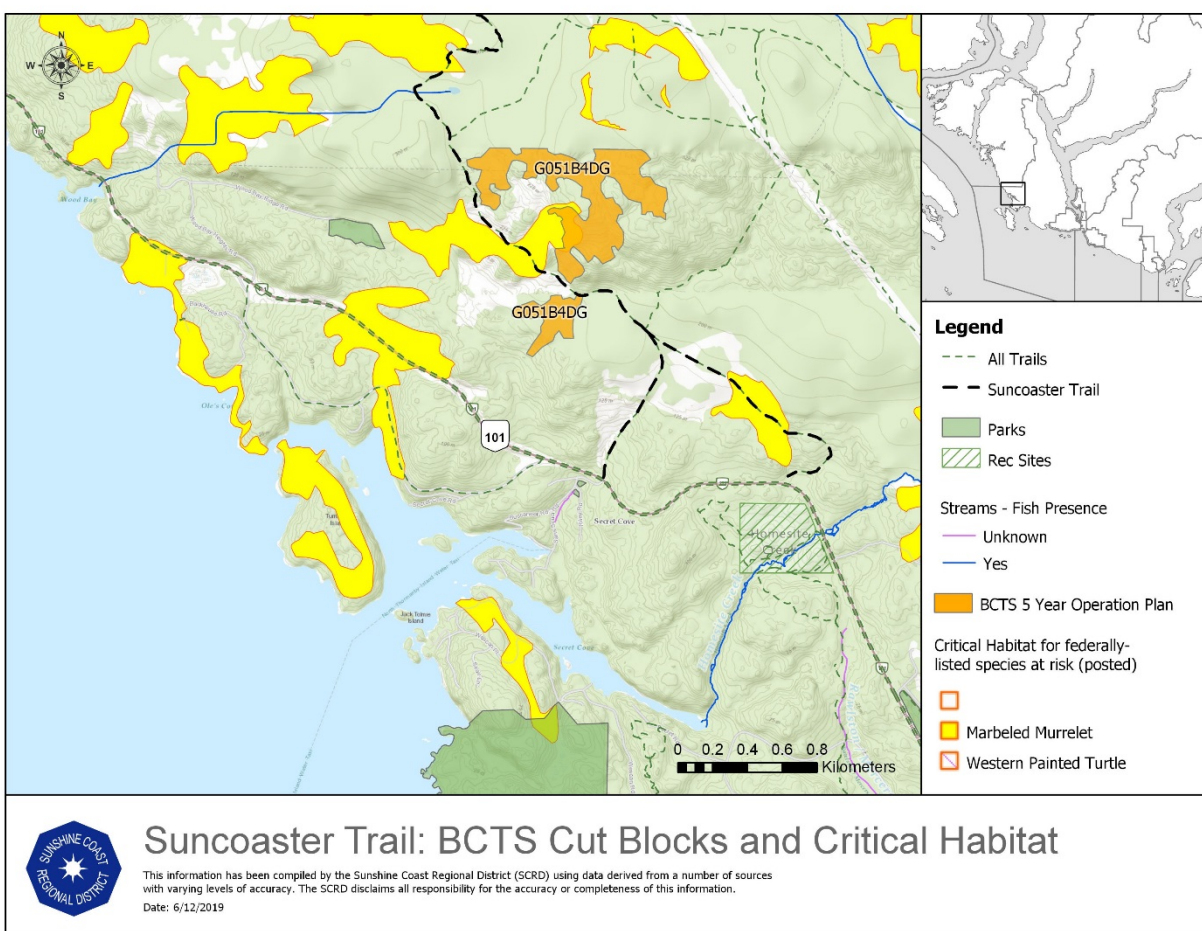 N
W E
S
101
Wood Bay
G051B4DG
G051B4DG
101
Secret Cove
Homesite
Creek
Jack Tolme
Island
Secret Cove
0 0.2 0.4 0.6 0.8
Kilometers
Legend
All Trails
Suncoaster Trail
Parks
Rec Sites
Streams - Fish Presence
Unknown
Yes
BCTS 5 Year Operation Plan
Critical Habitat for federally-
listed species at risk (posted)
Marbeled Murrelet
Western Painted Turtle
SUNSHINE COAST
REGIONAL DISTRICT
Suncoaster Trail: BCTS Cut Blocks and Critical Habitat
This information has been compiled by the Sunshine Coast Regional District (SCRD) using data derived from a number of sources
with varying levels of accuracy. The SCRD disclaims all responsibility for the accuracy or completeness of this information.
Date: 6/12/2019